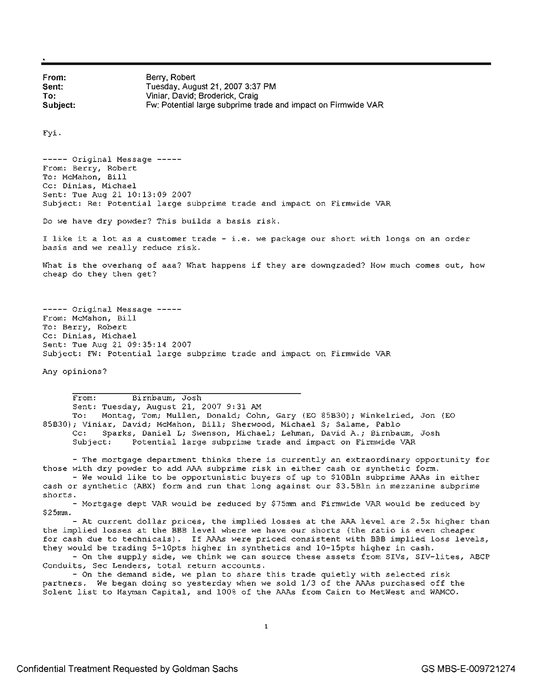 From: Berry, Robert
Sent: Tuesday, August 21, 2007 3:37 PM
To: Viniar, David; Broderick, Craig
Subject: Fw: Potential large subprime trade and impact on Firmwide VAR
Fyi.
----- Original Message -----
From: Berry, Robert
To: McMahon, Bill
Cc: Dinias, Michael
Sent: Tue Aug 21 10:13:09 2007
Subject: Re: Potential large subprime trade and impact on Firmwide VAR
Do we have dry powder? This builds a basis risk.
I like it a lot as a customer trade - i.e. we package our short with longs on an order
basis and we really reduce risk.
What is the overhang of aaa? What happens if they are downgraded? How much comes out, how
cheap do they then get?
----- Original Message -----
From: McMahon, Bill
To: Berry, Robert
Cc: Dinias, Michael
Sent: Tue Aug 21 09:35:14 2007
Subject: FW: Potential large subprime trade and impact on Firmwide VAR
Any opinions?
From: Birnbaum, Josh
Sent: Tuesday, August 21, 2007 9:31 AM
To: Montag, Tom; Mullen, Donald; Cohn, Gary (EO 85B30); Winkelried, Jon (EO
85B30); Viniar, David; McMahon, Bill; Sherwood, Michael S; Salame, Pablo
Cc: Sparks, Daniel L; Swenson, Michael; Lehman, David A.; Birnbaum, Josh
Subject: Potential large subprime trade and impact on Firmwide VAR
- The mortgage department thinks there is currently an extraordinary opportunity for
those with dry powder to add AAA subprime risk in either cash or synthetic form.
- We would like to be opportunistic buyers of up to $10Bln subprime AAAs in either
cash or synthetic (ABX) form and run that long against our $3.5Bln in mezzanine subprime
shorts.
- Mortgage dept VAR would be reduced by $75mm and Firmwide VAR would be reduced by
$25mm.
- At current dollar prices, the implied losses at the AAA level are 2.5x higher than
the implied losses at the BBB level where we have our shorts (the ratio is even cheaper
for cash due to technicals). If AAAs were priced consistent with BBB implied loss levels,
they would be trading 5-10pts higher in synthetics and 10-15pts higher in cash.
- On the supply side, we think we can source these assets from SIVs, SIV-lites, ABCP
Conduits, Sec Lenders, total return accounts.
- On the demand side, we plan to share this trade quietly with selected risk
partners. We began doing so yesterday when we sold 1/3 of the AAAs purchased off the
Solent list to Hayman Capital, and 100% of the AAAs from Cairn to MetWest and WAMCO.
1
Confidential Treatment Requested by Goldman Sachs
GS MBS-E-009721274